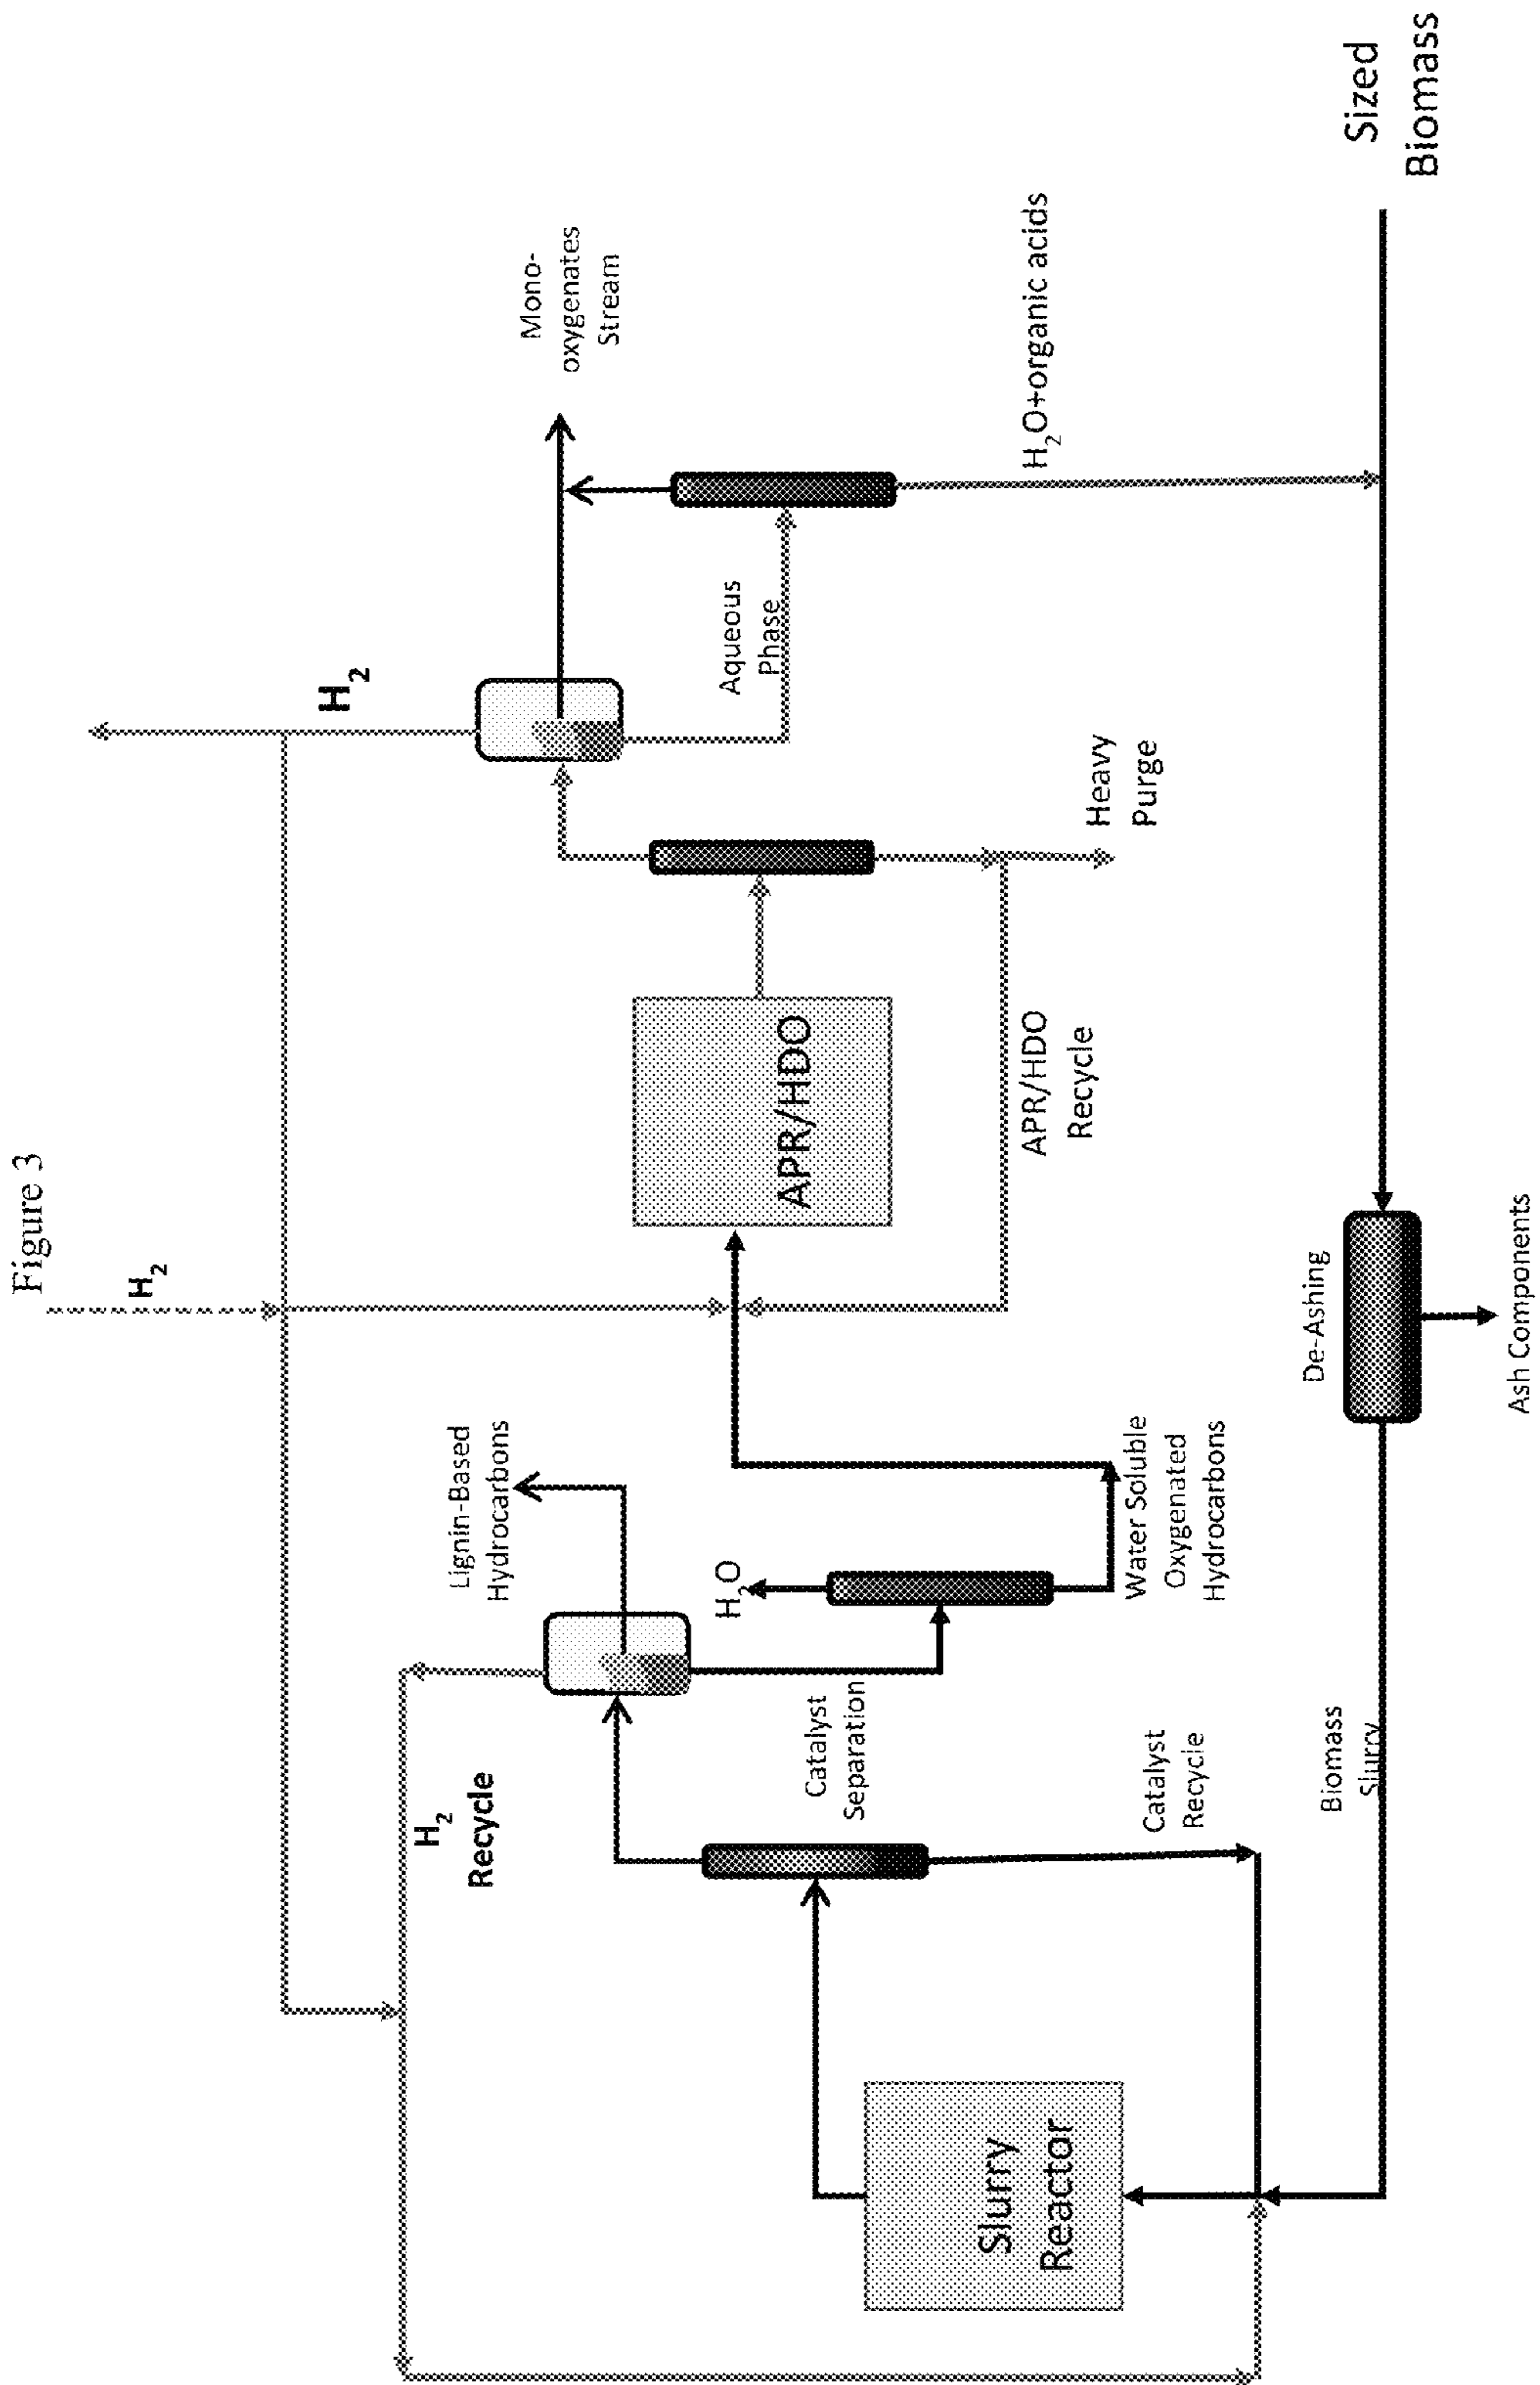 Figure 3
H2
H2
Mono-
oxygenates
Stream
H2
Recycle
Lignin-Based
Hydrocarbons
H2O
Aqueous
Phase
APR/HDO
Catalyst
Separation
Slurry
Reactor
Water Soluble
Oxygenated
Hydrocarbons
APR/HDO
Recycle
Heavy
Purge
H2O+organic acids
Catalyst
Recycle
Biomass
Slurry
De-Ashing
Ash Components
Sized
Biomass